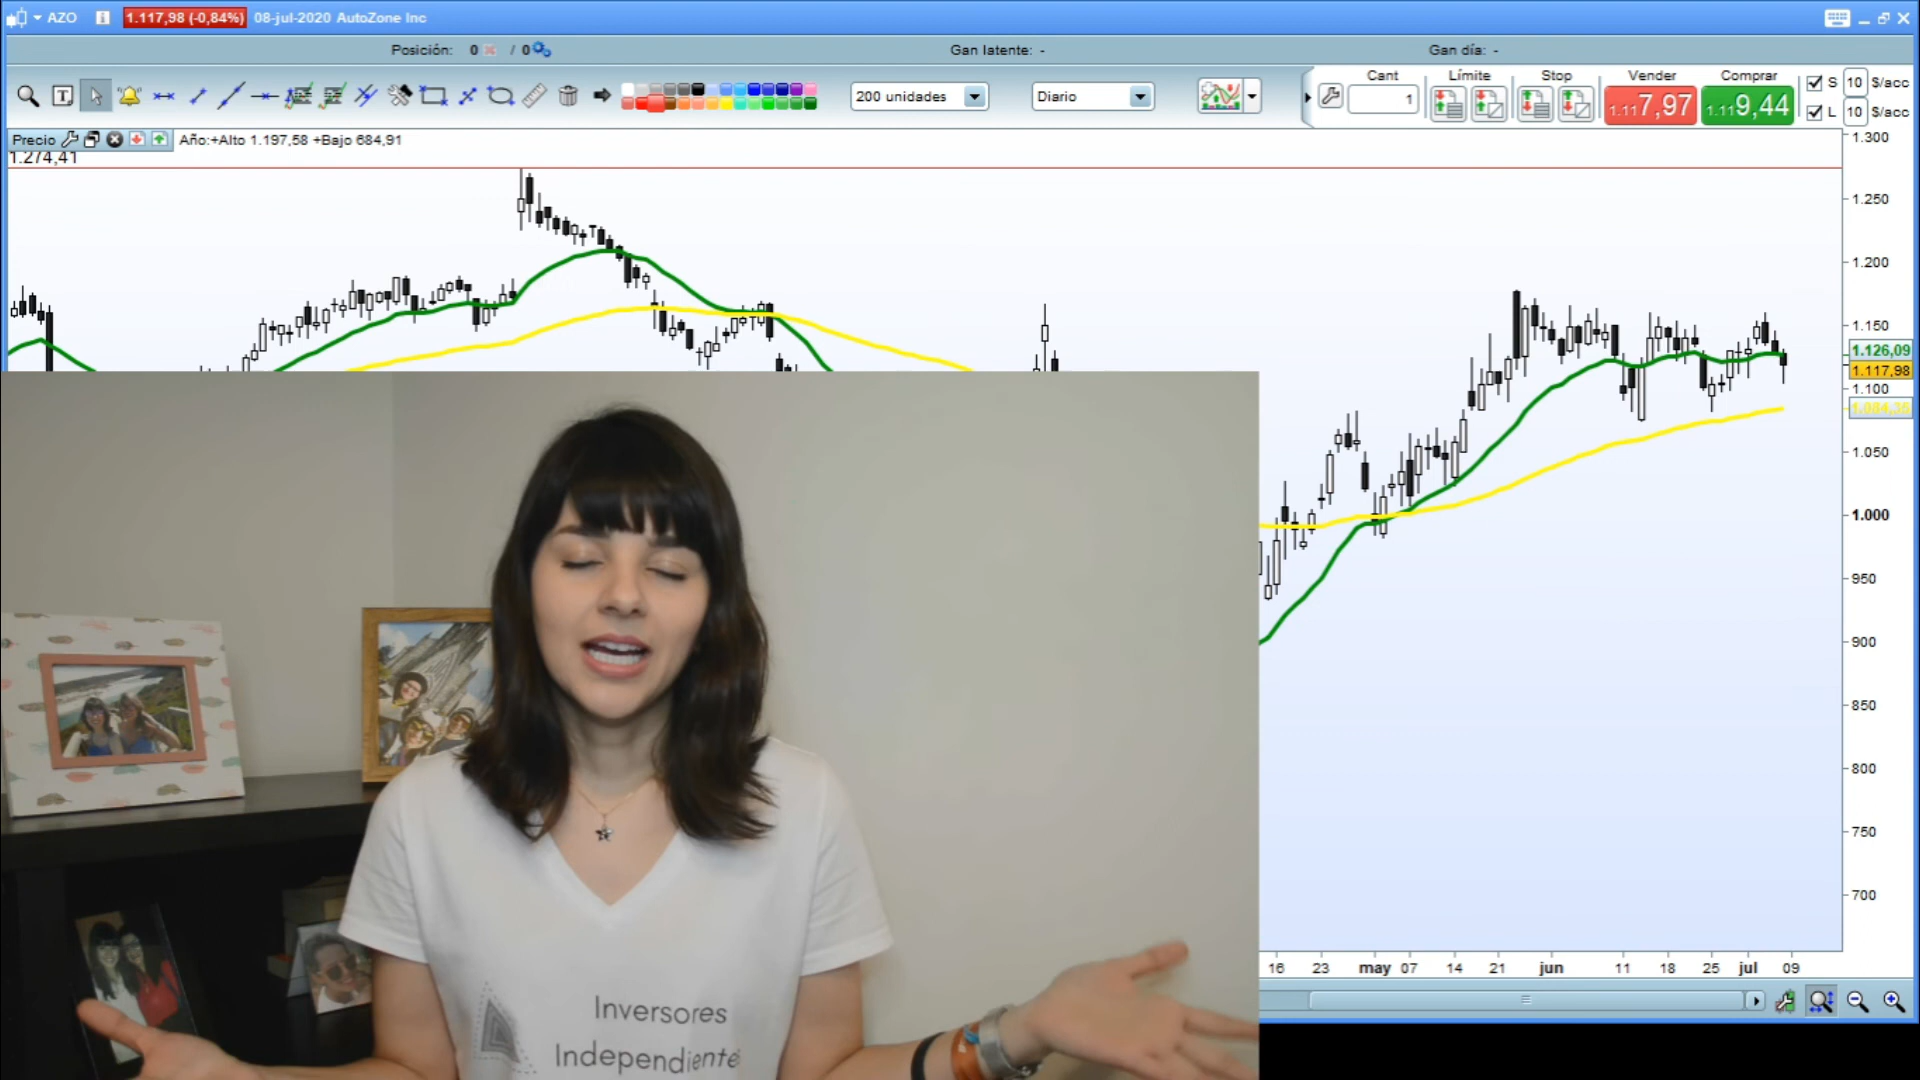 AZO 1.117,98 (-0,84%) 08-jul-2020 AutoZone Inc
Posición: 0 / 0 Gan latente: - Gan día: -
200 unidades Diario
Cant Límite Stop Vender Comprar
1 1.117,97 1.119,44
S 10 $/acc
L 10 $/acc
Precio Año:+Alto 1.197,58 +Bajo 684,91
1.274,41
1.300
1.250
1.200
1.150
1.126,09
1.117,98
1.100
1.084,35
1.050
1.000
950
900
850
800
750
700
16 23 may 07 14 21 jun 11 18 25 jul 09
Inversores
Independiente